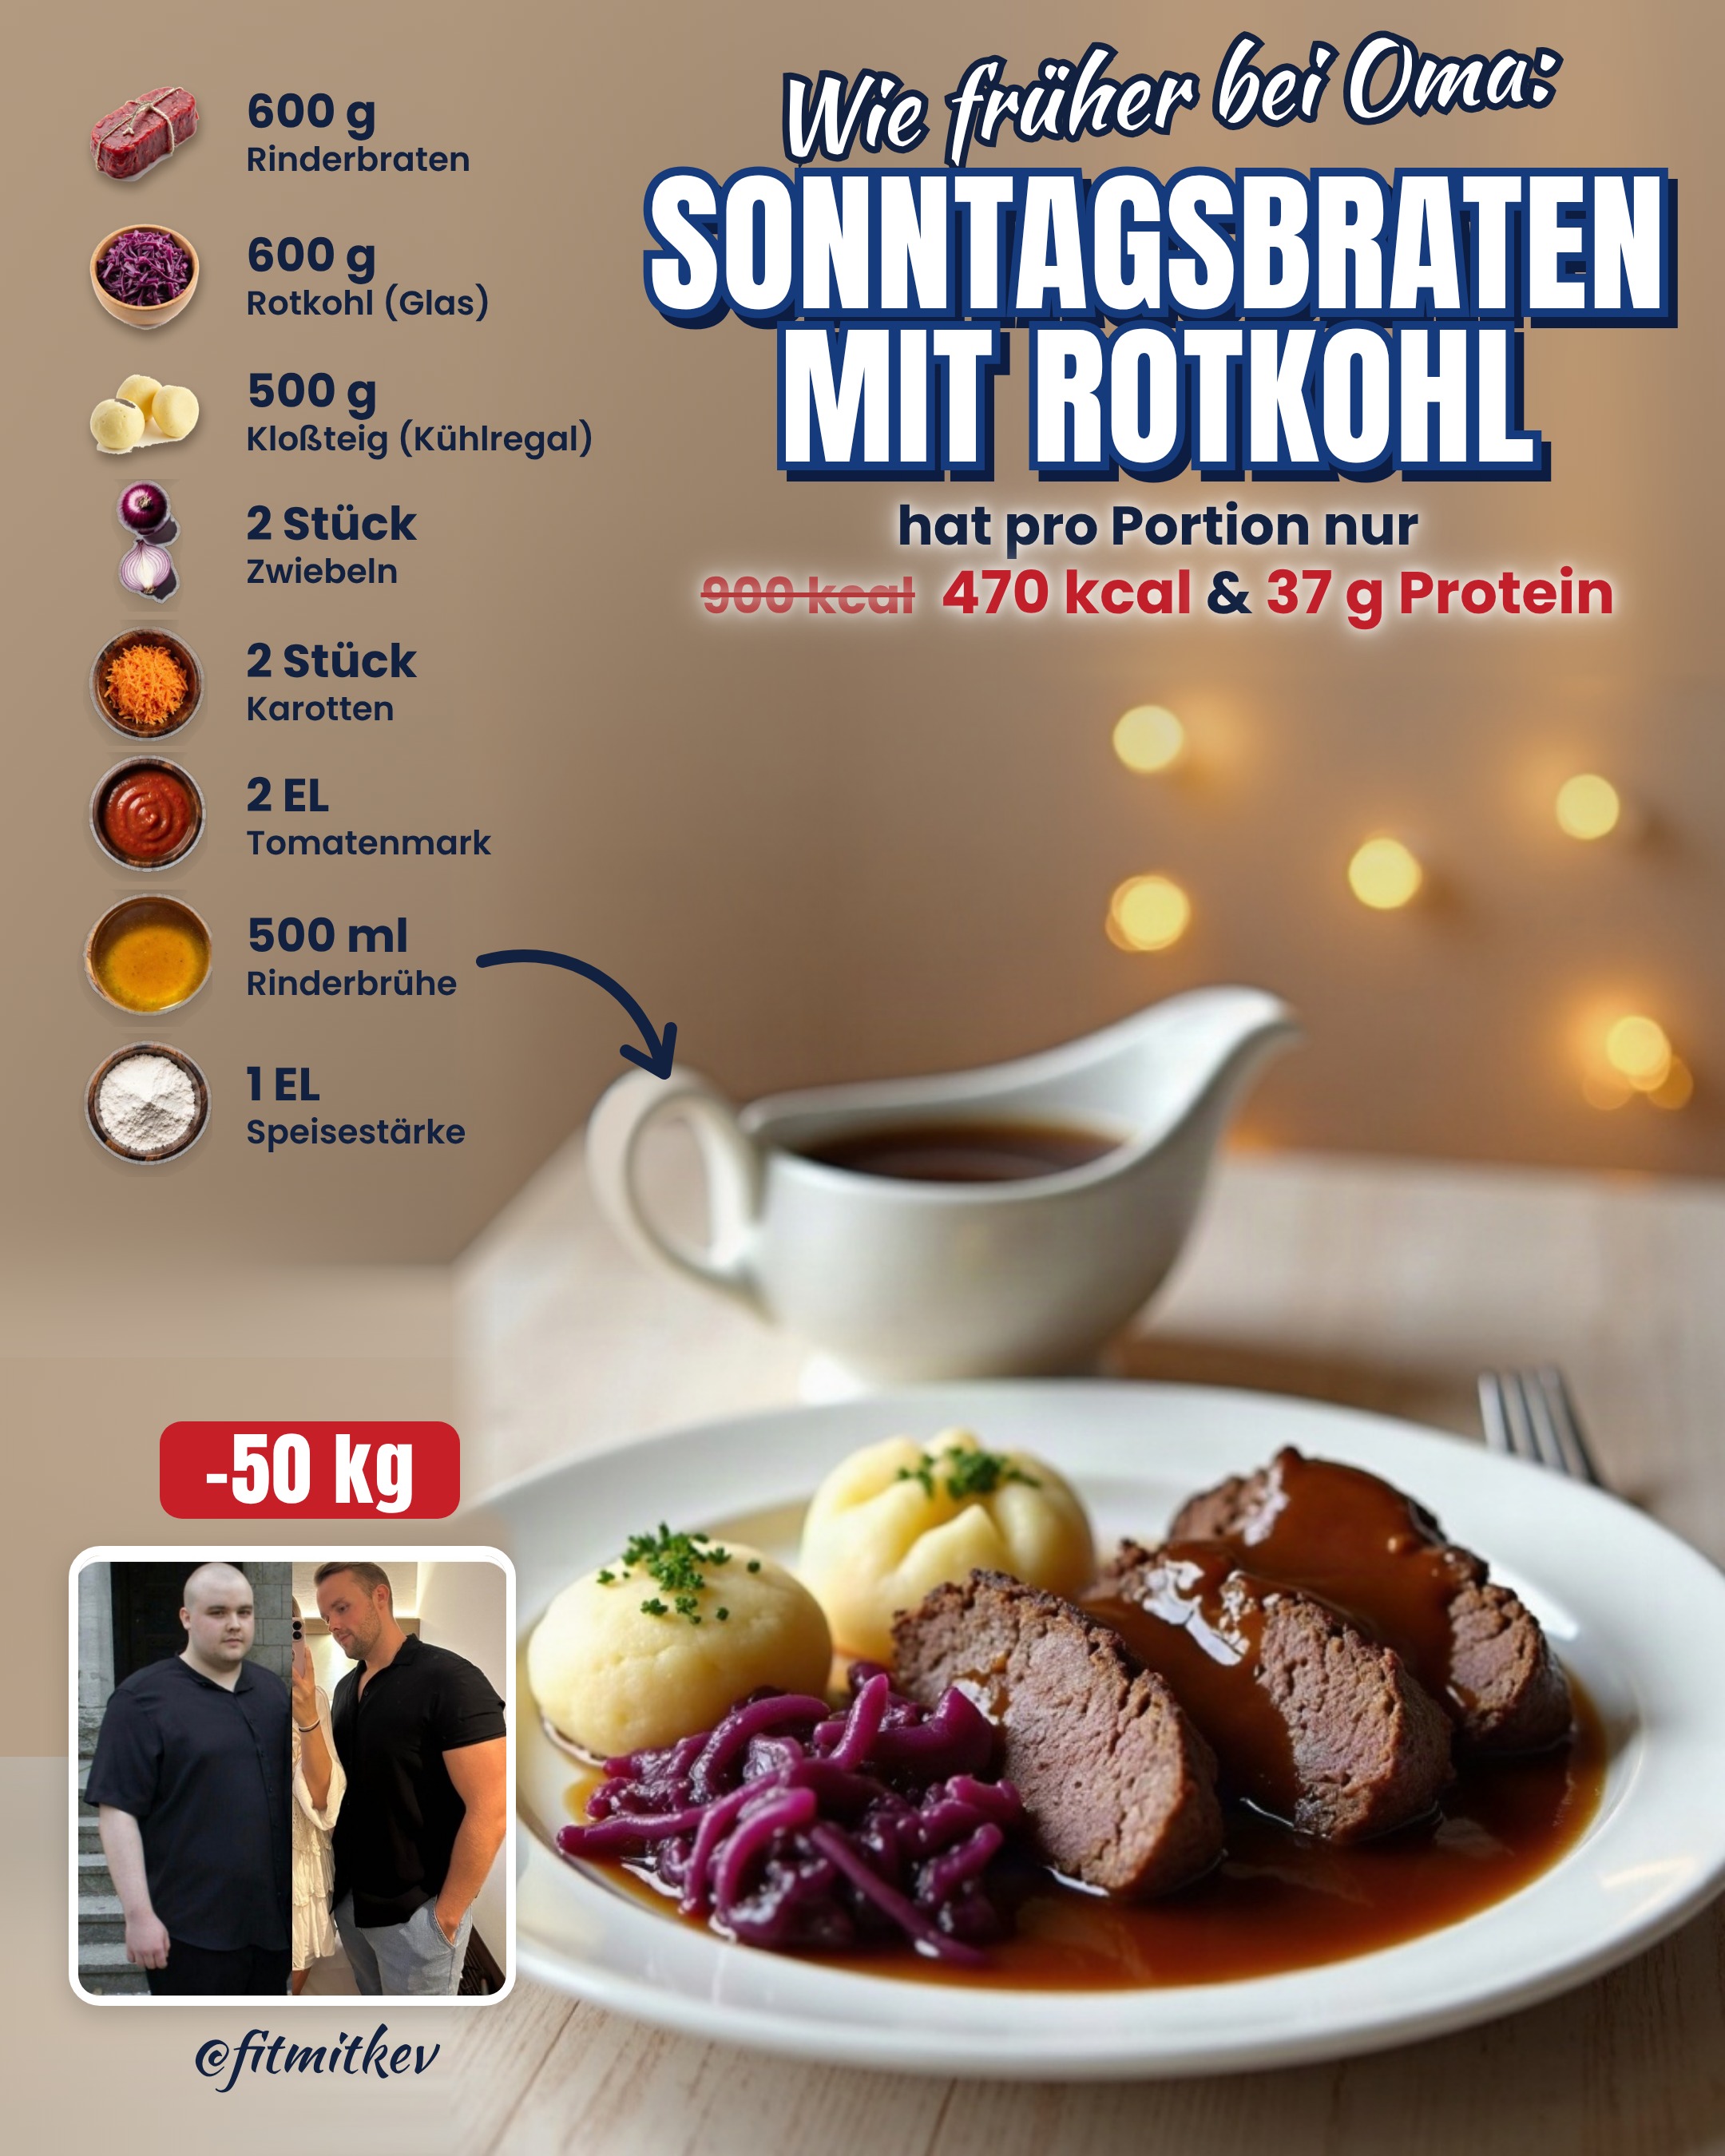 Wie früher bei Oma:
SONNTAGSBRATEN
MIT ROTKOHL
hat pro Portion nur
900 kcal 470 kcal & 37 g Protein
600 g
Rinderbraten
600 g
Rotkohl (Glas)
500 g
Kloßteig (Kühlregal)
2 Stück
Zwiebeln
2 Stück
Karotten
2 EL
Tomatenmark
500 ml
Rinderbrühe
1 EL
Speisestärke
-50 kg
@fitmitkev